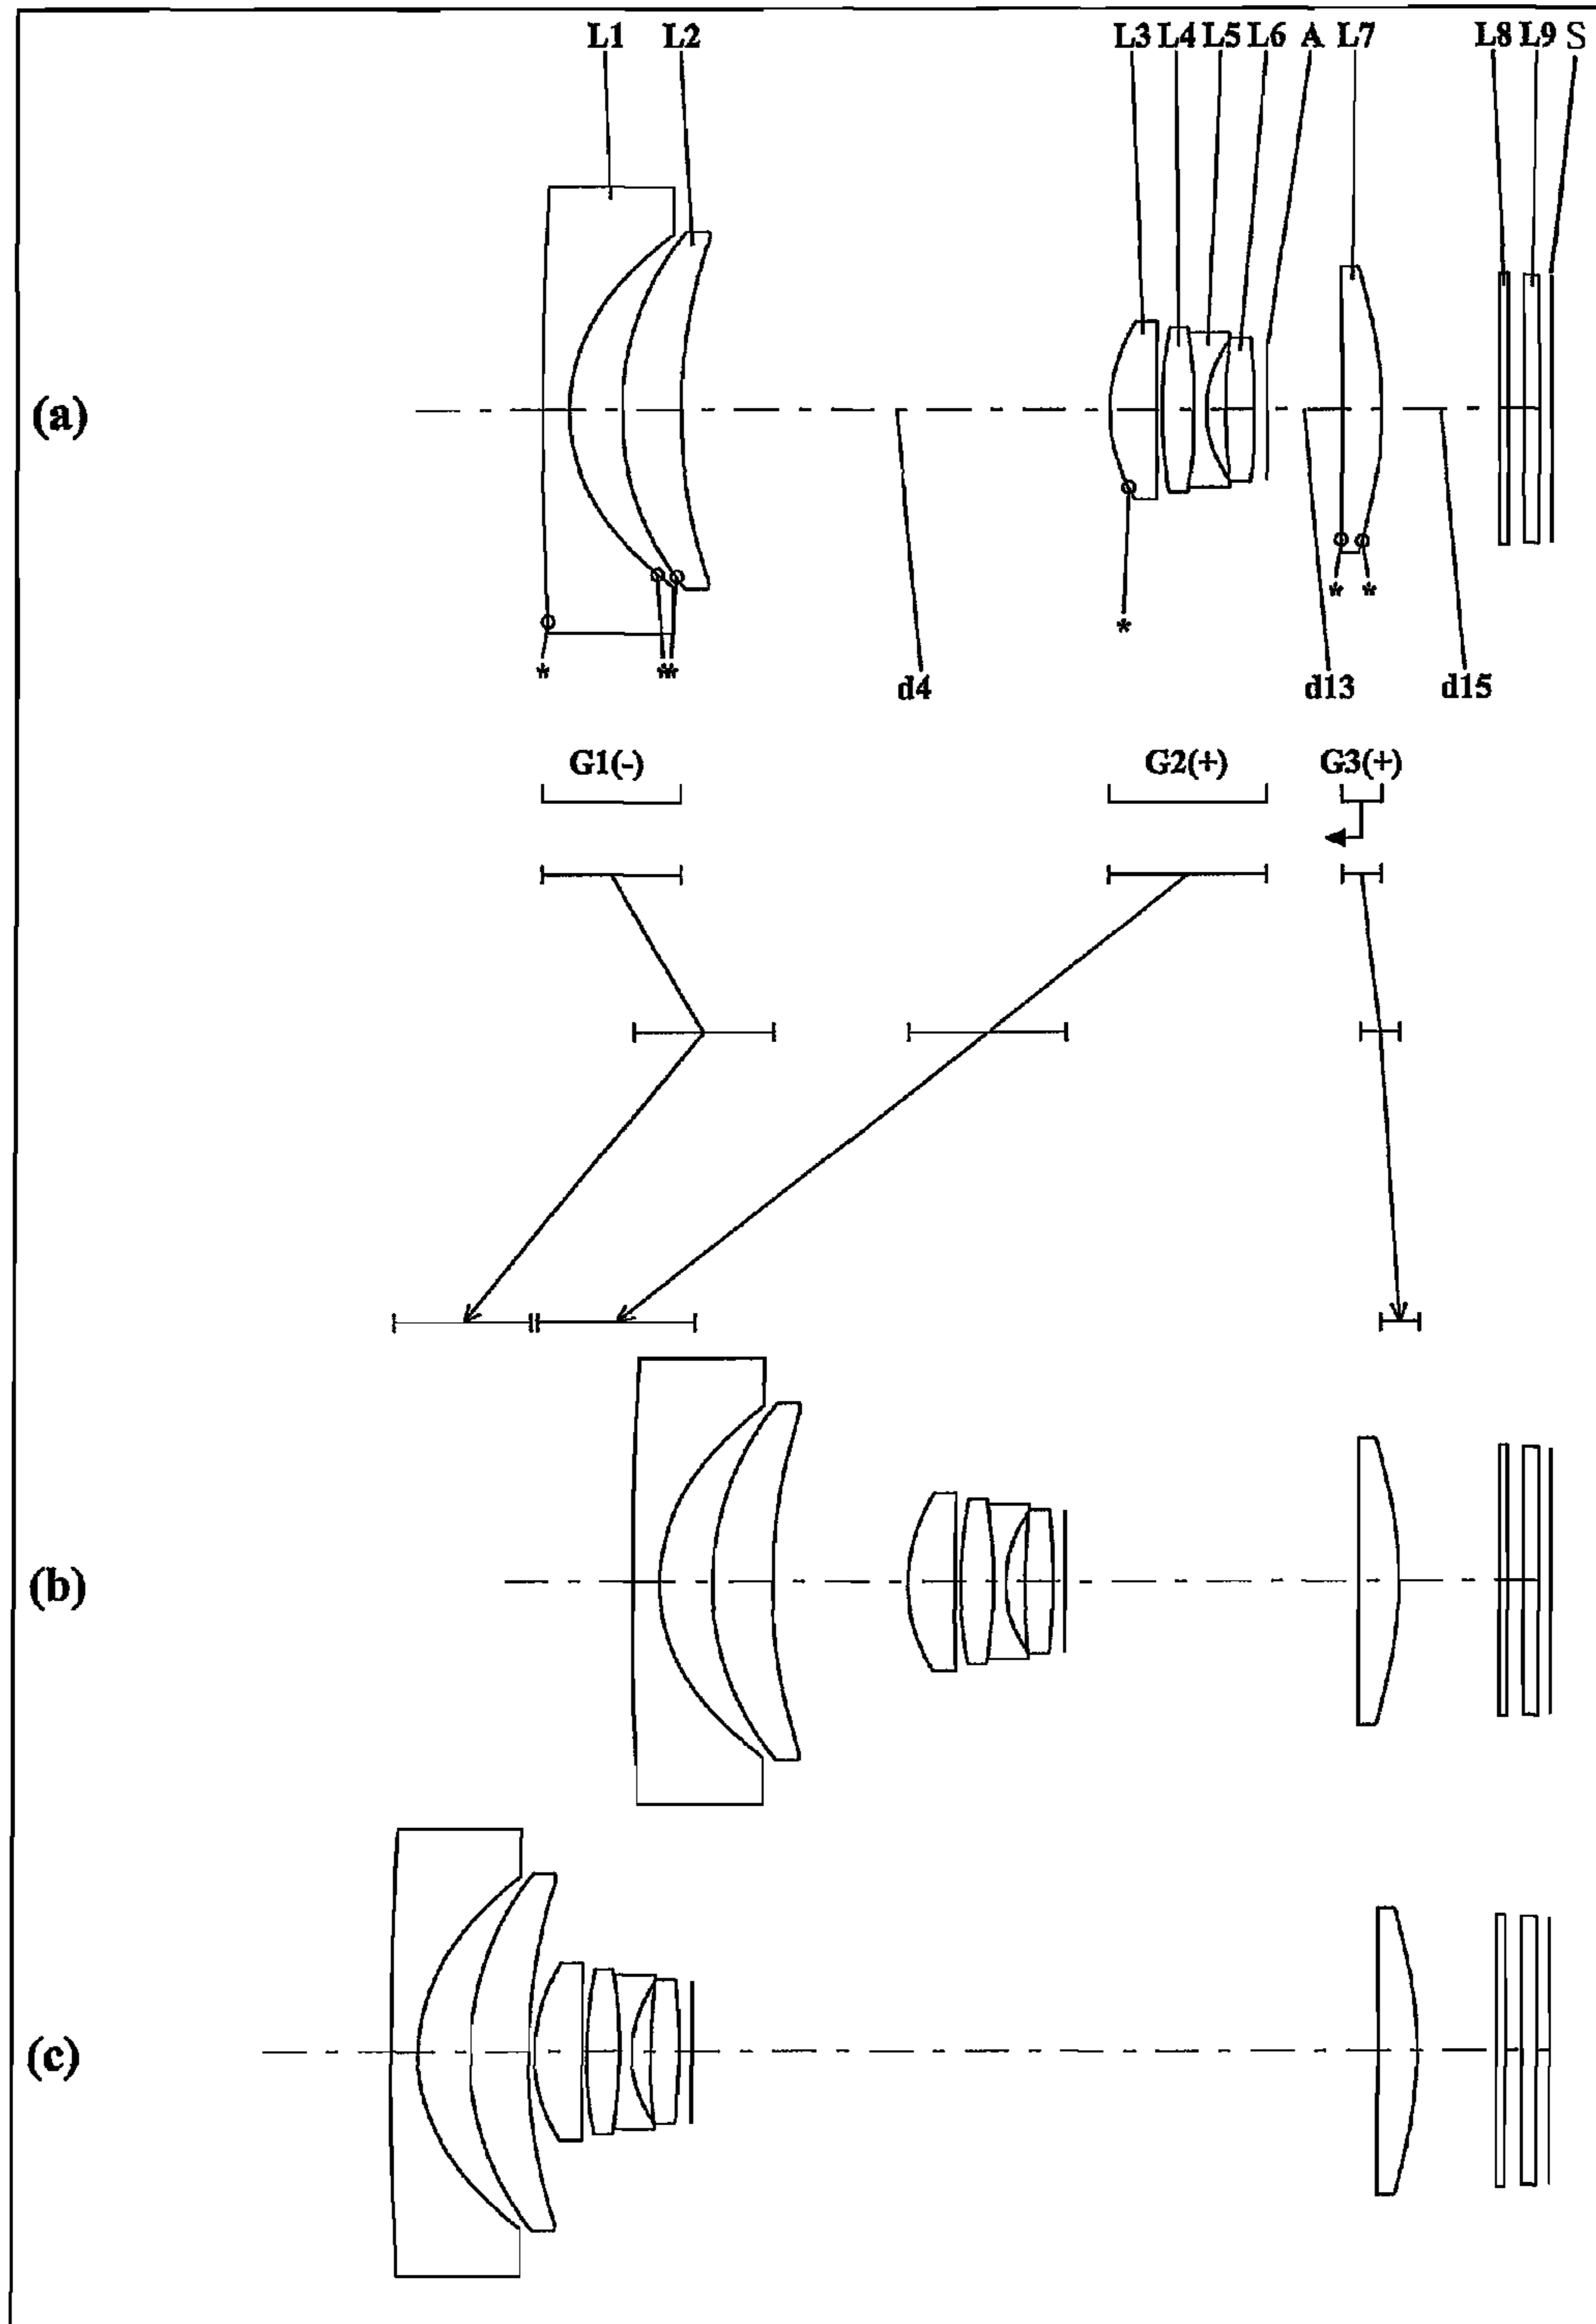 L1 L2 L3 L4 L5 L6 A L7 L8 L9 S
(a)
* ** * * *
d4 d13 d15
G1(-) G2(+) G3(+)
(b)
(c)